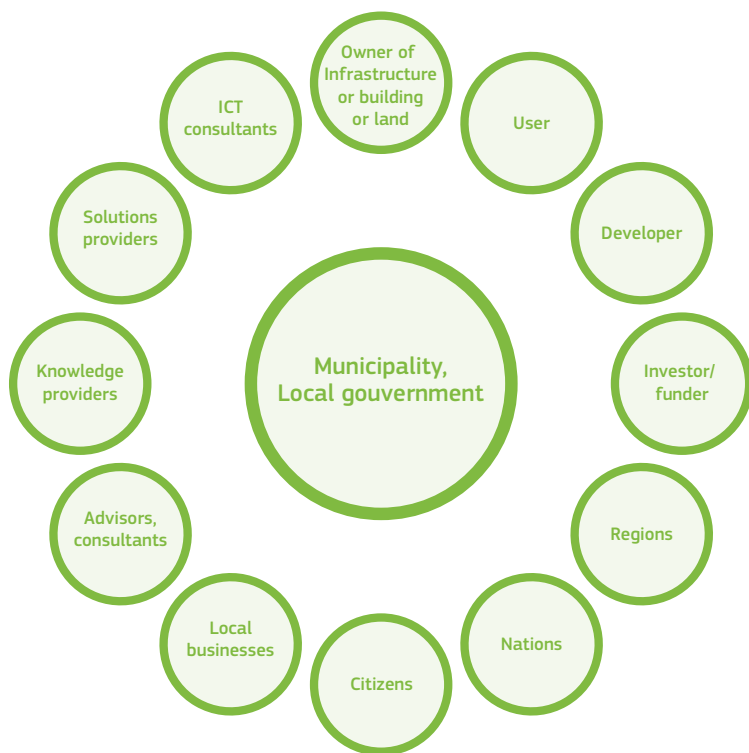 Owner of
Infrastructure
or building
or land
User
Developer
Investor/
funder
Regions
Nations
Citizens
Local
businesses
Advisors,
consultants
Knowledge
providers
Solutions
providers
ICT
consultants
Municipality,
Local gouvernment